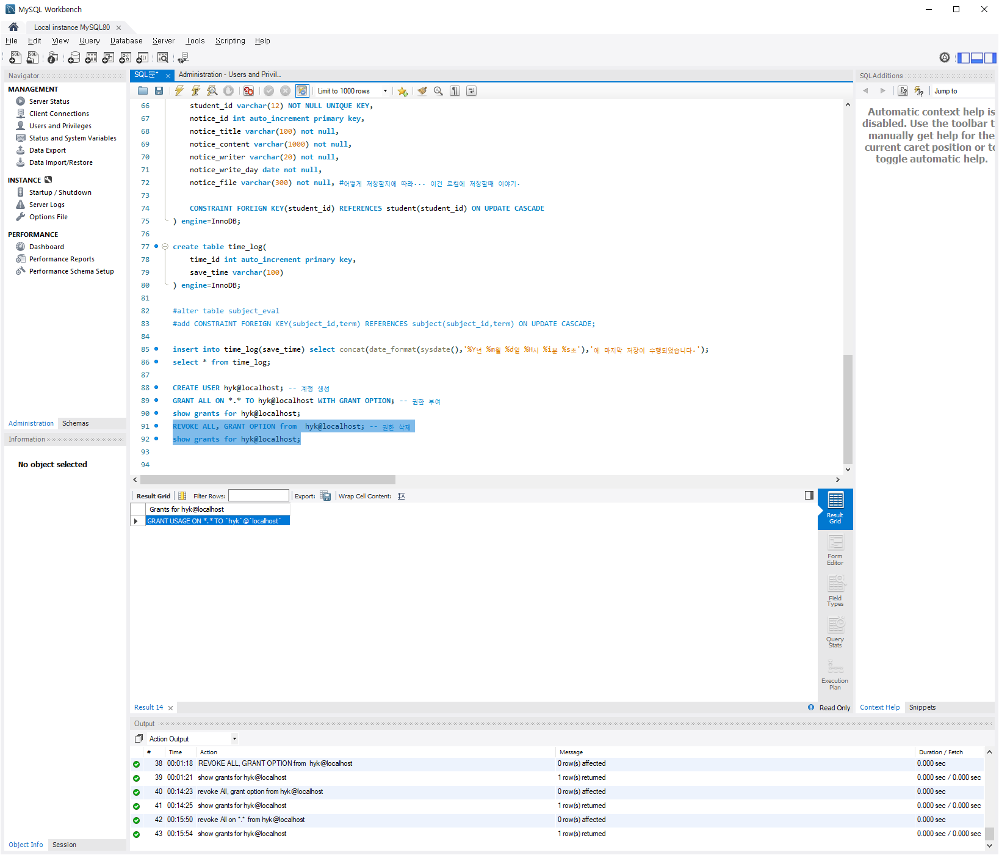 MySQL Workbench
Local instance MySQL80
File Edit View Query Database Server Tools Scripting Help
Navigator
MANAGEMENT
Server Status
Client Connections
Users and Privileges
Status and System Variables
Data Export
Data Import/Restore
INSTANCE
Startup / Shutdown
Server Logs
Options File
PERFORMANCE
Dashboard
Performance Reports
Performance Schema Setup
Administration Schemas
Information
No object selected
Object Info Session
SQL문* Administration - Users and Privil...
Limit to 1000 rows
66 student_id varchar(12) NOT NULL UNIQUE KEY,
67 notice_id int auto_increment primary key,
68 notice_title varchar(100) not null,
69 notice_content varchar(1000) not null,
70 notice_writer varchar(20) not null,
71 notice_write_day date not null,
72 notice_file varchar(300) not null, #어떻게 저장할지에 따라... 이건 로컬에 저장할때 이야기.
73
74 CONSTRAINT FOREIGN KEY(student_id) REFERENCES student(student_id) ON UPDATE CASCADE
75 ) engine=InnoDB;
76
77 create table time_log(
78 time_id int auto_increment primary key,
79 save_time varchar(100)
80 ) engine=InnoDB;
81
82 #alter table subject_eval
83 #add CONSTRAINT FOREIGN KEY(subject_id,term) REFERENCES subject(subject_id,term) ON UPDATE CASCADE;
84
85 insert into time_log(save_time) select concat(date_format(sysdate(),'%Y년 %m월 %d일 %H시 %i분 %s초'),'에 마지막 저장이 수행되었습니다.');
86 select * from time_log;
87
88 CREATE USER hyk@localhost; -- 계정 생성
89 GRANT ALL ON *.* TO hyk@localhost WITH GRANT OPTION; -- 권한 부여
90 show grants for hyk@localhost;
91 REVOKE ALL, GRANT OPTION from hyk@localhost; -- 권한 삭제
92 show grants for hyk@localhost;
93
94
Result Grid Filter Rows: Export: Wrap Cell Content:
Grants for hyk@localhost
GRANT USAGE ON *.* TO `hyk`@`localhost`
Result Grid
Form Editor
Field Types
Query Stats
Execution Plan
Result 14 Read Only
SQLAdditions
Jump to
Automatic context help is
disabled. Use the toolbar t
manually get help for the
current caret position or to
toggle automatic help.
Context Help Snippets
Output
Action Output
# Time Action Message Duration / Fetch
38 00:01:18 REVOKE ALL, GRANT OPTION from hyk@localhost 0 row(s) affected 0.000 sec
39 00:01:21 show grants for hyk@localhost 1 row(s) returned 0.000 sec / 0.000 sec
40 00:14:23 revoke All, grant option from hyk@localhost 0 row(s) affected 0.000 sec
41 00:14:25 show grants for hyk@localhost 1 row(s) returned 0.000 sec / 0.000 sec
42 00:15:50 revoke All on *.* from hyk@localhost 0 row(s) affected 0.000 sec
43 00:15:54 show grants for hyk@localhost 1 row(s) returned 0.000 sec / 0.000 sec